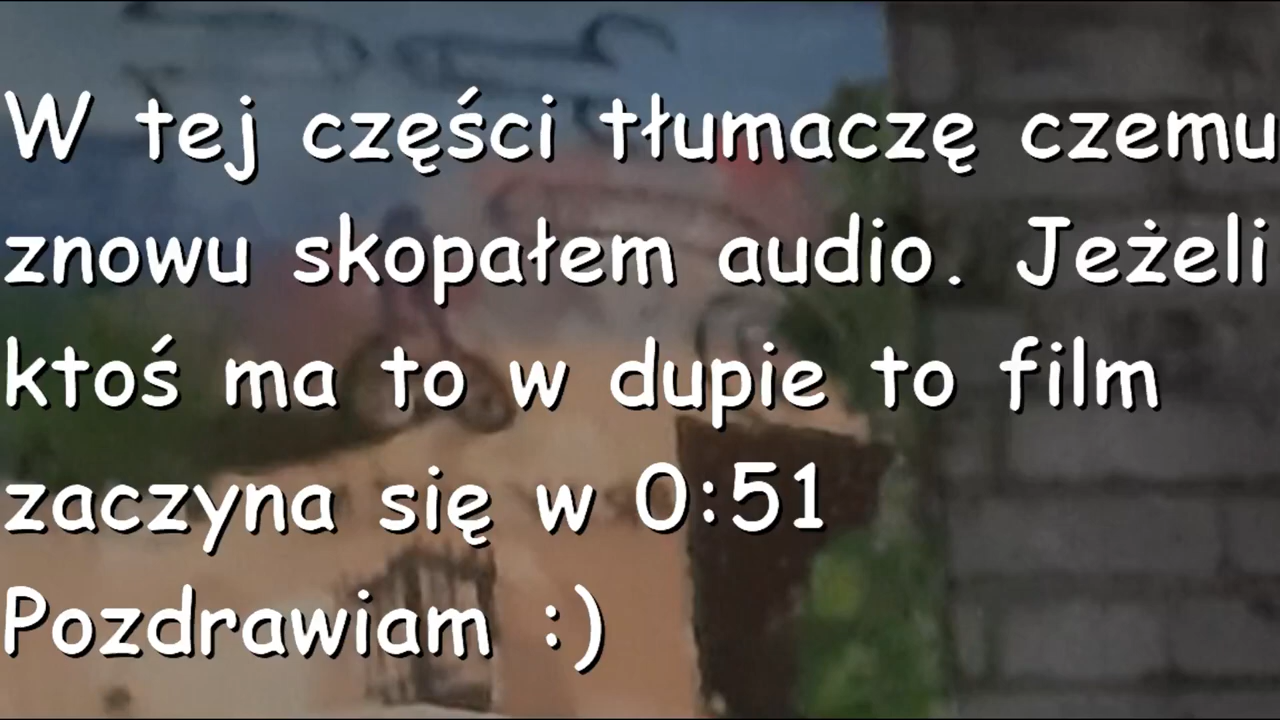 W tej części tłumaczę czemu
znowu skopałem audio. Jeżeli
ktoś ma to w dupie to film
zaczyna się w 0:51
Pozdrawiam :)